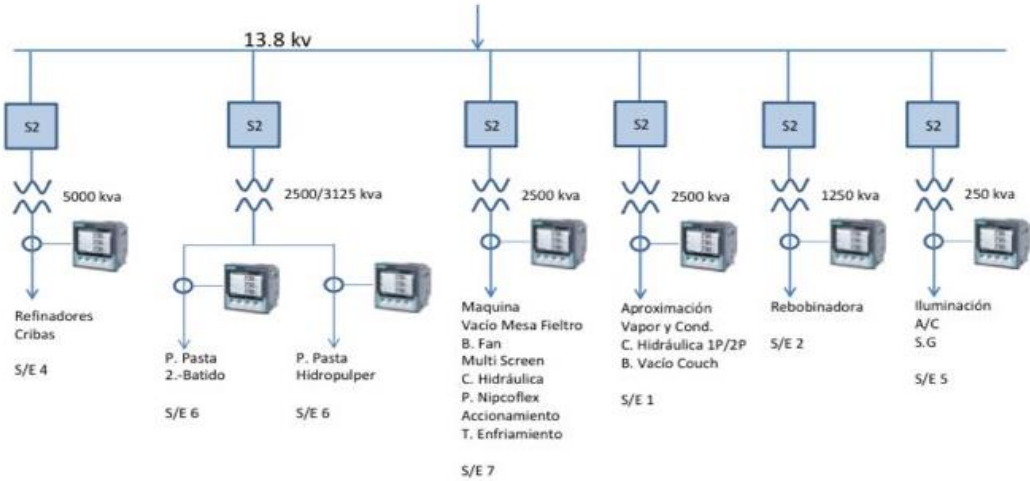 13.8 kv
S2
S2
S2
S2
S2
S2
5000 kva
2500/3125 kva
2500 kva
2500 kva
1250 kva
250 kva
Refinadores
Cribas
S/E 4
P. Pasta
2.-Batido
S/E 6
P. Pasta
Hidropulper
S/E 6
Maquina
Vacío Mesa Fieltro
B. Fan
Multi Screen
C. Hidráulica
P. Nipcoflex
Accionamiento
T. Enfriamiento
S/E 7
Aproximación
Vapor y Cond.
C. Hidráulica 1P/2P
B. Vacío Couch
S/E 1
Rebobinadora
S/E 2
Iluminación
A/C
S.G
S/E 5